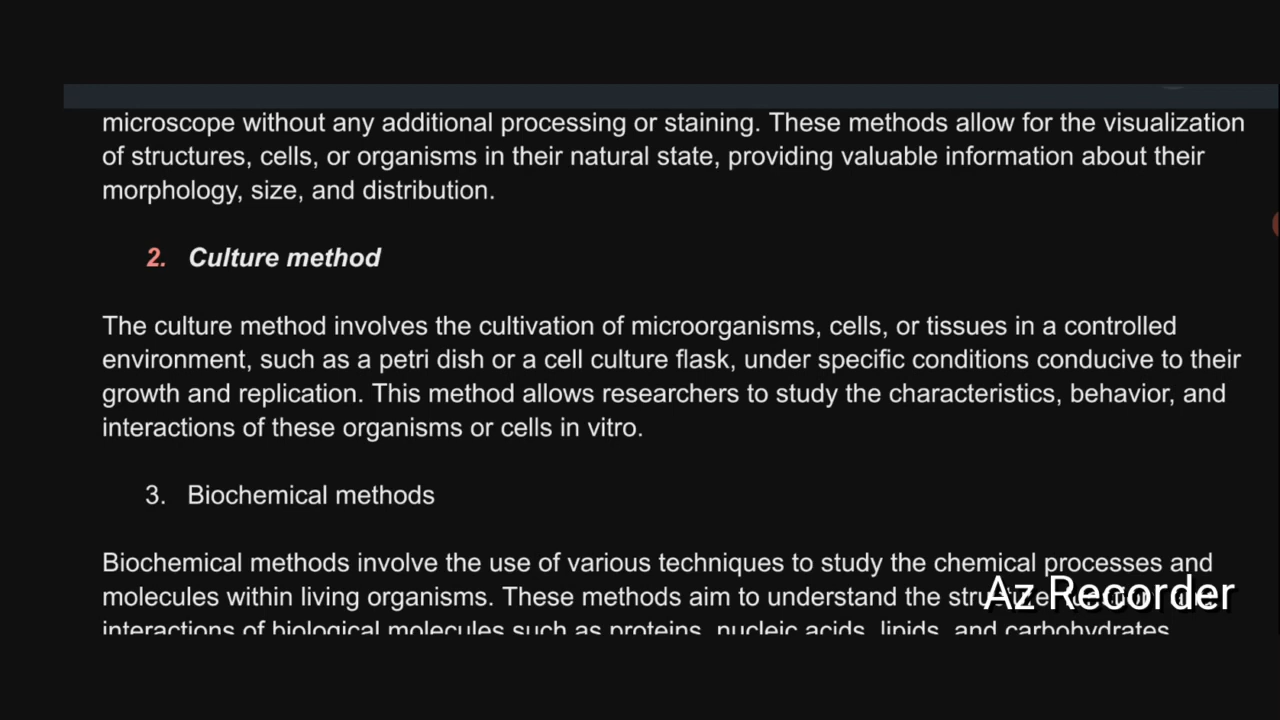 microscope without any additional processing or staining. These methods allow for the visualization
of structures, cells, or organisms in their natural state, providing valuable information about their
morphology, size, and distribution.
2. Culture method
The culture method involves the cultivation of microorganisms, cells, or tissues in a controlled
environment, such as a petri dish or a cell culture flask, under specific conditions conducive to their
growth and replication. This method allows researchers to study the characteristics, behavior, and
interactions of these organisms or cells in vitro.
3. Biochemical methods
Biochemical methods involve the use of various techniques to study the chemical processes and
molecules within living organisms. These methods aim to understand the
Az Recorder
interactions of biological molecules such as proteins, nucleic acids, lipids, and carbohydrates